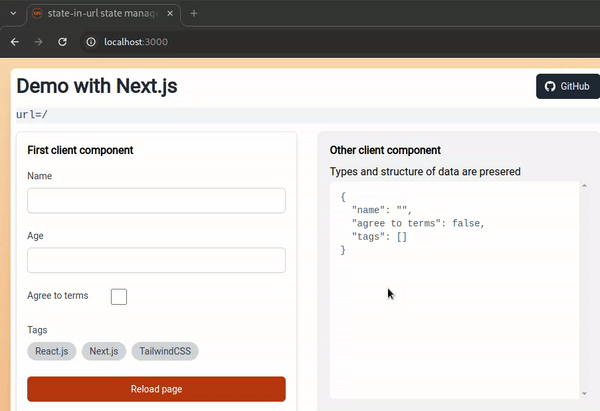 state-in-url state manag
localhost:3000
Demo with Next.js
GitHub
url=/
First client component
Name
Age
Agree to terms
Tags
React.js Next.js TailwindCSS
Reload page
Other client component
Types and structure of data are presered
{
"name": "",
"agree to terms": false,
"tags": []
}